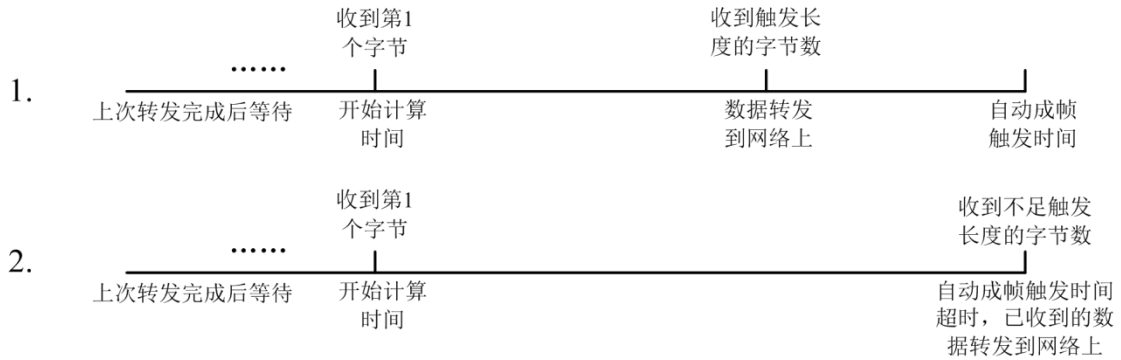 收到第1
个字节
收到触发长
度的字节数
……
1.
上次转发完成后等待
开始计算
时间
数据转发
到网络上
自动成帧
触发时间
收到第1
个字节
收到不足触发
长度的字节数
……
2.
上次转发完成后等待
开始计算
时间
自动成帧触发时间
超时，已收到的数
据转发到网络上